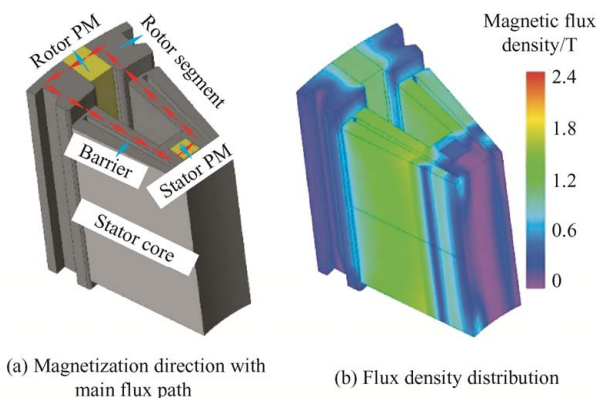 Rotor PM
Rotor segment
Barrier
Stator PM
Stator core
Magnetic flux
density/T
2.4
1.8
1.2
0.6
0
(a) Magnetization direction with
main flux path
(b) Flux density distribution